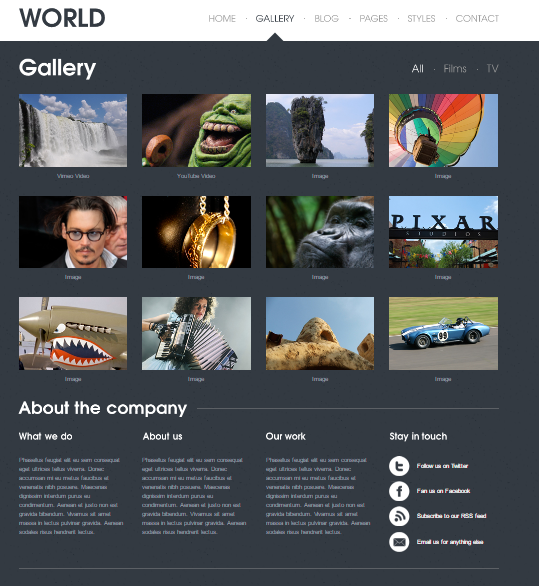 WORLD
HOME · GALLERY · BLOG · PAGES · STYLES · CONTACT
Gallery
All · Films · TV
Vimeo Video
YouTube Video
Image
Image
PIXAR
STUDIOS
Image
Image
Image
Image
99
Image
Image
Image
Image
About the company
What we do
Phasellus feugiat elit eu sem consequat
eget ultrices tellus viverra. Donec
accumsan mi eu metus faucibus et
venenatis nibh posuere. Maecenas
dignissim interdum purus eu
condimentum. Aenean et justo non est
gravida bibendum. Vivamus sit amet
massa in lectus pulvinar gravida. Aenean
sodales risus hendrerit.
About us
Phasellus feugiat elit eu sem consequat
eget ultrices tellus viverra. Donec
accumsan mi eu metus faucibus et
venenatis nibh posuere. Maecenas
dignissim interdum purus eu
condimentum. Aenean et justo non est
gravida bibendum. Vivamus sit amet
massa in lectus pulvinar gravida. Aenean
sodales risus hendrerit.
Our work
Phasellus feugiat elit eu sem consequat
eget ultrices tellus viverra. Donec
accumsan mi eu metus faucibus et
venenatis nibh posuere. Maecenas
dignissim interdum purus eu
condimentum. Aenean et justo non est
gravida bibendum. Vivamus sit amet
massa in lectus pulvinar gravida. Aenean
sodales risus hendrerit.
Stay in touch
Follow us on Twitter
Fan us on Facebook
Subscribe to our RSS feed
Email us for anything else